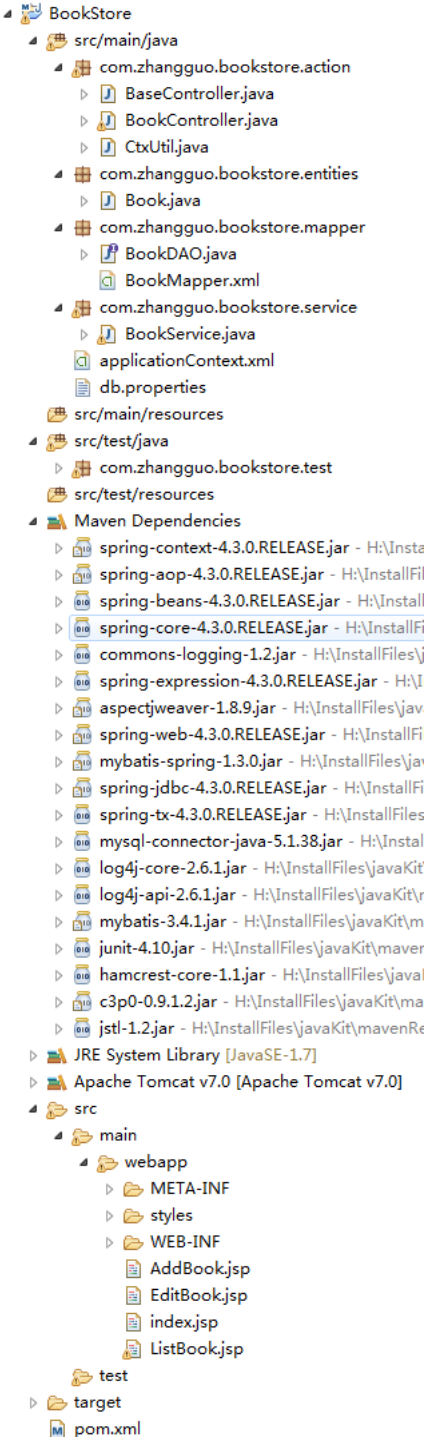 BookStore
src/main/java
com.zhangguo.bookstore.action
BaseController.java
BookController.java
CtxUtil.java
com.zhangguo.bookstore.entities
Book.java
com.zhangguo.bookstore.mapper
BookDAO.java
BookMapper.xml
com.zhangguo.bookstore.service
BookService.java
applicationContext.xml
db.properties
src/main/resources
src/test/java
com.zhangguo.bookstore.test
src/test/resources
Maven Dependencies
spring-context-4.3.0.RELEASE.jar - H:\Insta
spring-aop-4.3.0.RELEASE.jar - H:\InstallFil
spring-beans-4.3.0.RELEASE.jar - H:\Install
spring-core-4.3.0.RELEASE.jar - H:\InstallFi
commons-logging-1.2.jar - H:\InstallFiles\j
spring-expression-4.3.0.RELEASE.jar - H:\I
aspectjweaver-1.8.9.jar - H:\InstallFiles\jav
spring-web-4.3.0.RELEASE.jar - H:\InstallFi
mybatis-spring-1.3.0.jar - H:\InstallFiles\jav
spring-jdbc-4.3.0.RELEASE.jar - H:\InstallFi
spring-tx-4.3.0.RELEASE.jar - H:\InstallFiles
mysql-connector-java-5.1.38.jar - H:\Instal
log4j-core-2.6.1.jar - H:\InstallFiles\javaKit\
log4j-api-2.6.1.jar - H:\InstallFiles\javaKit\r
mybatis-3.4.1.jar - H:\InstallFiles\javaKit\m
junit-4.10.jar - H:\InstallFiles\javaKit\maver
hamcrest-core-1.1.jar - H:\InstallFiles\javal
c3p0-0.9.1.2.jar - H:\InstallFiles\javaKit\ma
jstl-1.2.jar - H:\InstallFiles\javaKit\mavenRe
JRE System Library [JavaSE-1.7]
Apache Tomcat v7.0 [Apache Tomcat v7.0]
src
main
webapp
META-INF
styles
WEB-INF
AddBook.jsp
EditBook.jsp
index.jsp
ListBook.jsp
test
target
pom.xml